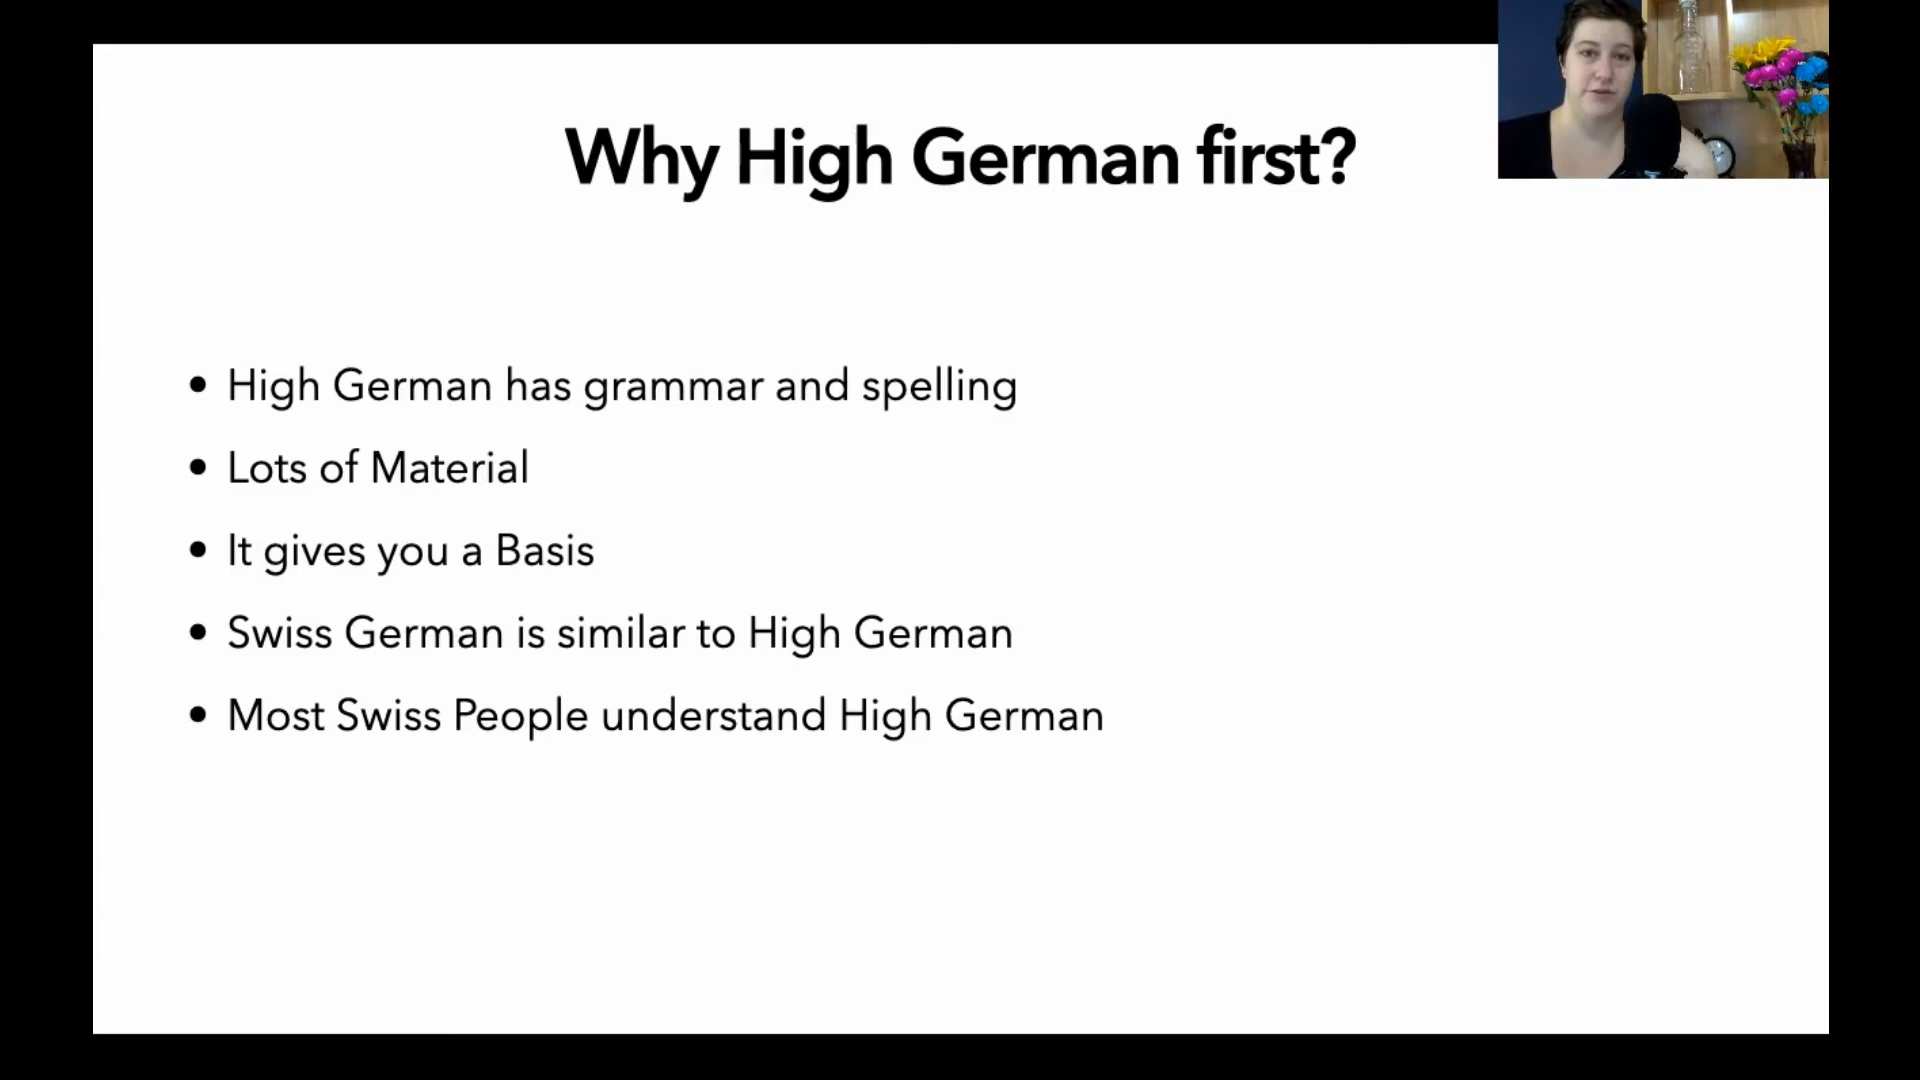 Why High German first?
• High German has grammar and spelling
• Lots of Material
• It gives you a Basis
• Swiss German is similar to High German
• Most Swiss People understand High German